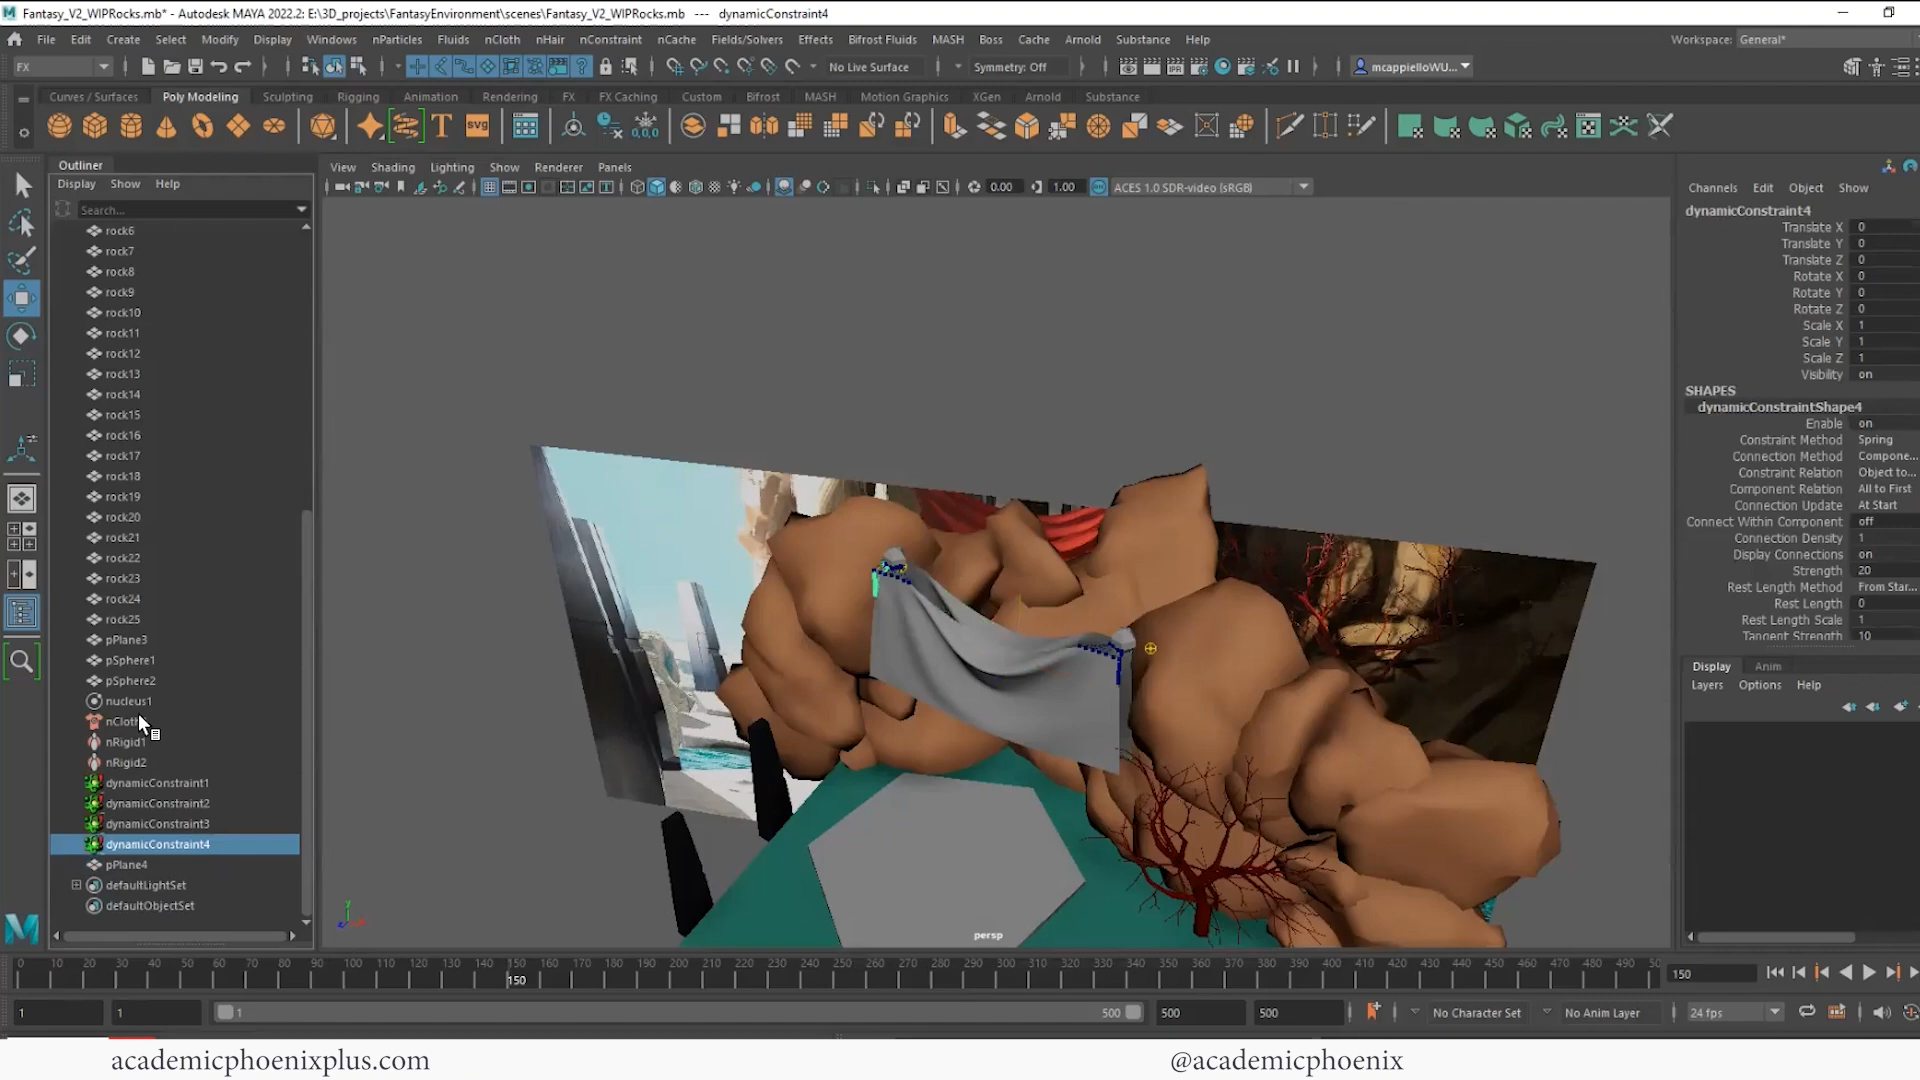 Fantasy_V2_WIPRocks.mb* - Autodesk MAYA 2022.2: E:\3D_projects\FantasyEnvironment\scenes\Fantasy_V2_WIPRocks.mb --- dynamicConstraint4
File Edit Create Select Modify Display Windows nParticles Fluids nCloth nHair nConstraint nCache Fields/Solvers Effects Bifrost Fluids MASH Boss Cache Arnold Substance Help Workspace: General*
FX No Live Surface Symmetry: Off mcappielloWU...
Curves / Surfaces Poly Modeling Sculpting Rigging Animation Rendering FX FX Caching Custom Bifrost MASH Motion Graphics XGen Arnold Substance
T SVG 0,0,0
Outliner
Display Show Help
Search...
rock6
rock7
rock8
rock9
rock10
rock11
rock12
rock13
rock14
rock15
rock16
rock17
rock18
rock19
rock20
rock21
rock22
rock23
rock24
rock25
pPlane3
pSphere1
pSphere2
nucleus1
nCloth
nRigid1
nRigid2
dynamicConstraint1
dynamicConstraint2
dynamicConstraint3
dynamicConstraint4
pPlane4
defaultLightSet
defaultObjectSet
View Shading Lighting Show Renderer Panels
0.00 1.00 ACES 1.0 SDR-video (sRGB)
persp
Channels Edit Object Show
dynamicConstraint4
Translate X 0
Translate Y 0
Translate Z 0
Rotate X 0
Rotate Y 0
Rotate Z 0
Scale X 1
Scale Y 1
Scale Z 1
Visibility on
SHAPES
dynamicConstraintShape4
Enable on
Constraint Method Spring
Connection Method Compone...
Constraint Relation Object to...
Component Relation All to First
Connection Update At Start
Connect Within Component off
Connection Density 1
Display Connections on
Strength 20
Rest Length Method From Star...
Rest Length 0
Rest Length Scale 1
Tangent Strength 10
Display Anim
Layers Options Help
0 10 20 30 40 50 60 70 80 90 100 110 120 130 140 150 160 170 180 190 200 210 220 230 240 250 260 270 280 290 300 310 320 330 340 350 360 370 380 390 400 410 420 430 440 450 460 470 480 490 50
150 150
1 1 1 500 500 500 No Character Set No Anim Layer 24 fps
academicphoenixplus.com @academicphoenix